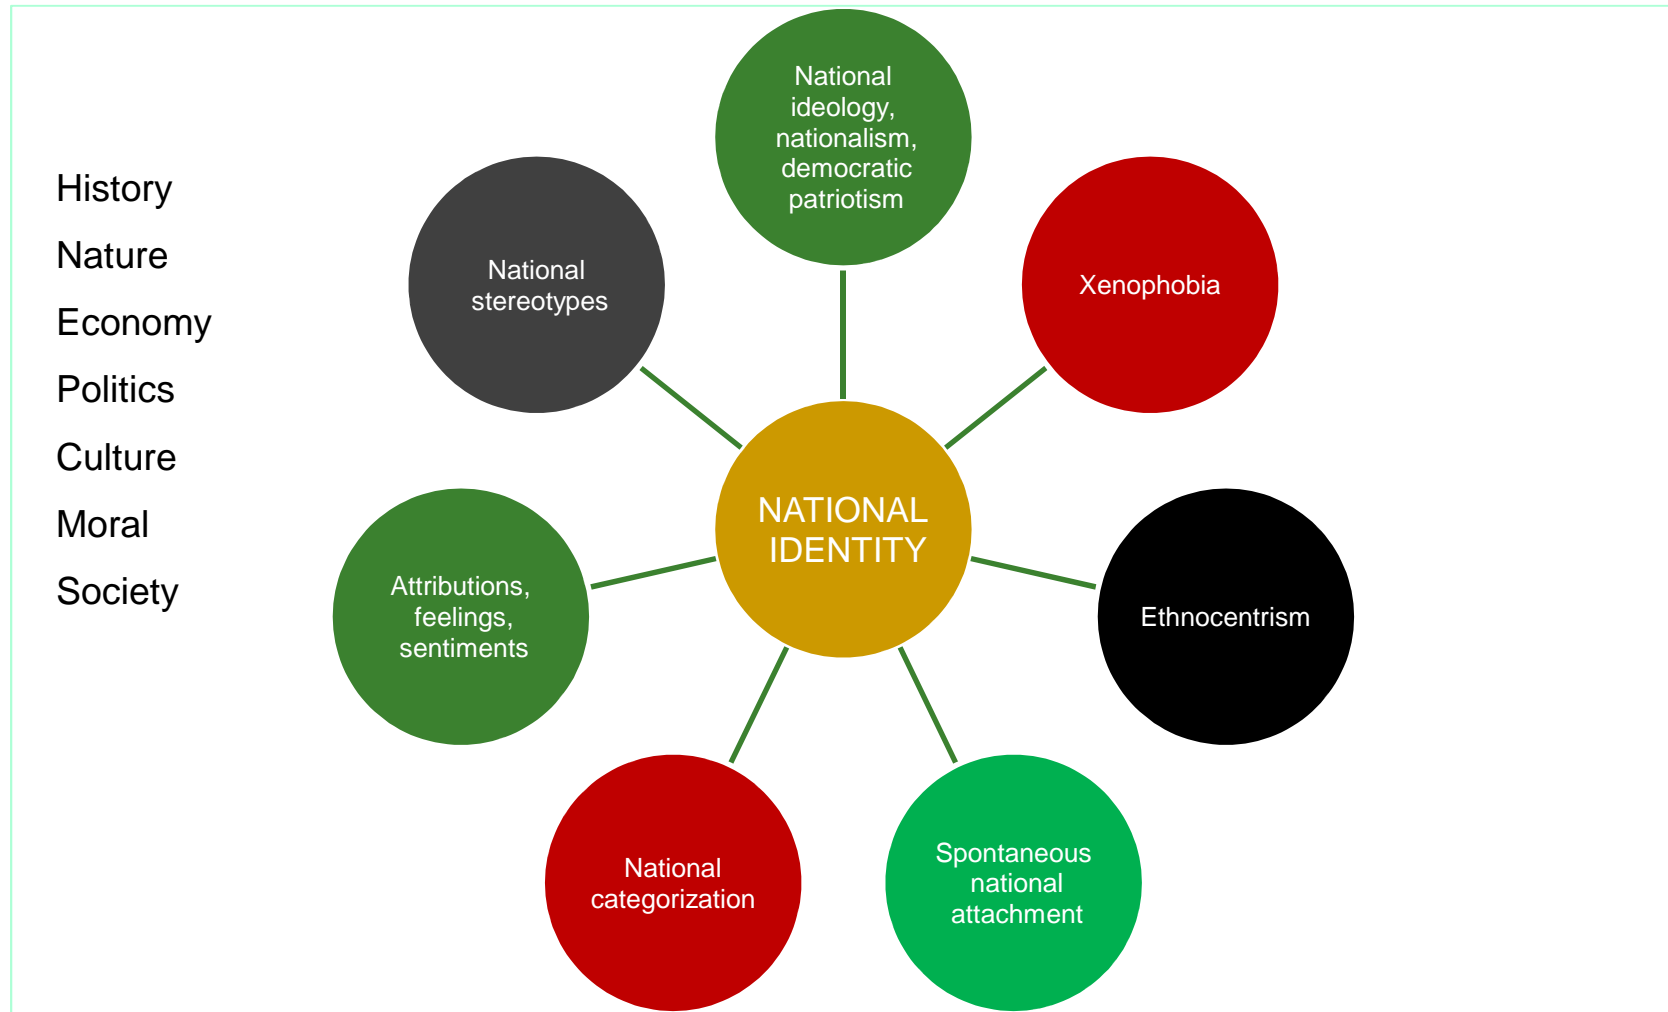 History
Nature
Economy
Politics
Culture
Moral
Society
National
ideology,
nationalism,
democratic
patriotism
Xenophobia
Ethnocentrism
Spontaneous
national
attachment
National
categorization
Attributions,
feelings,
sentiments
National
stereotypes
NATIONAL
IDENTITY